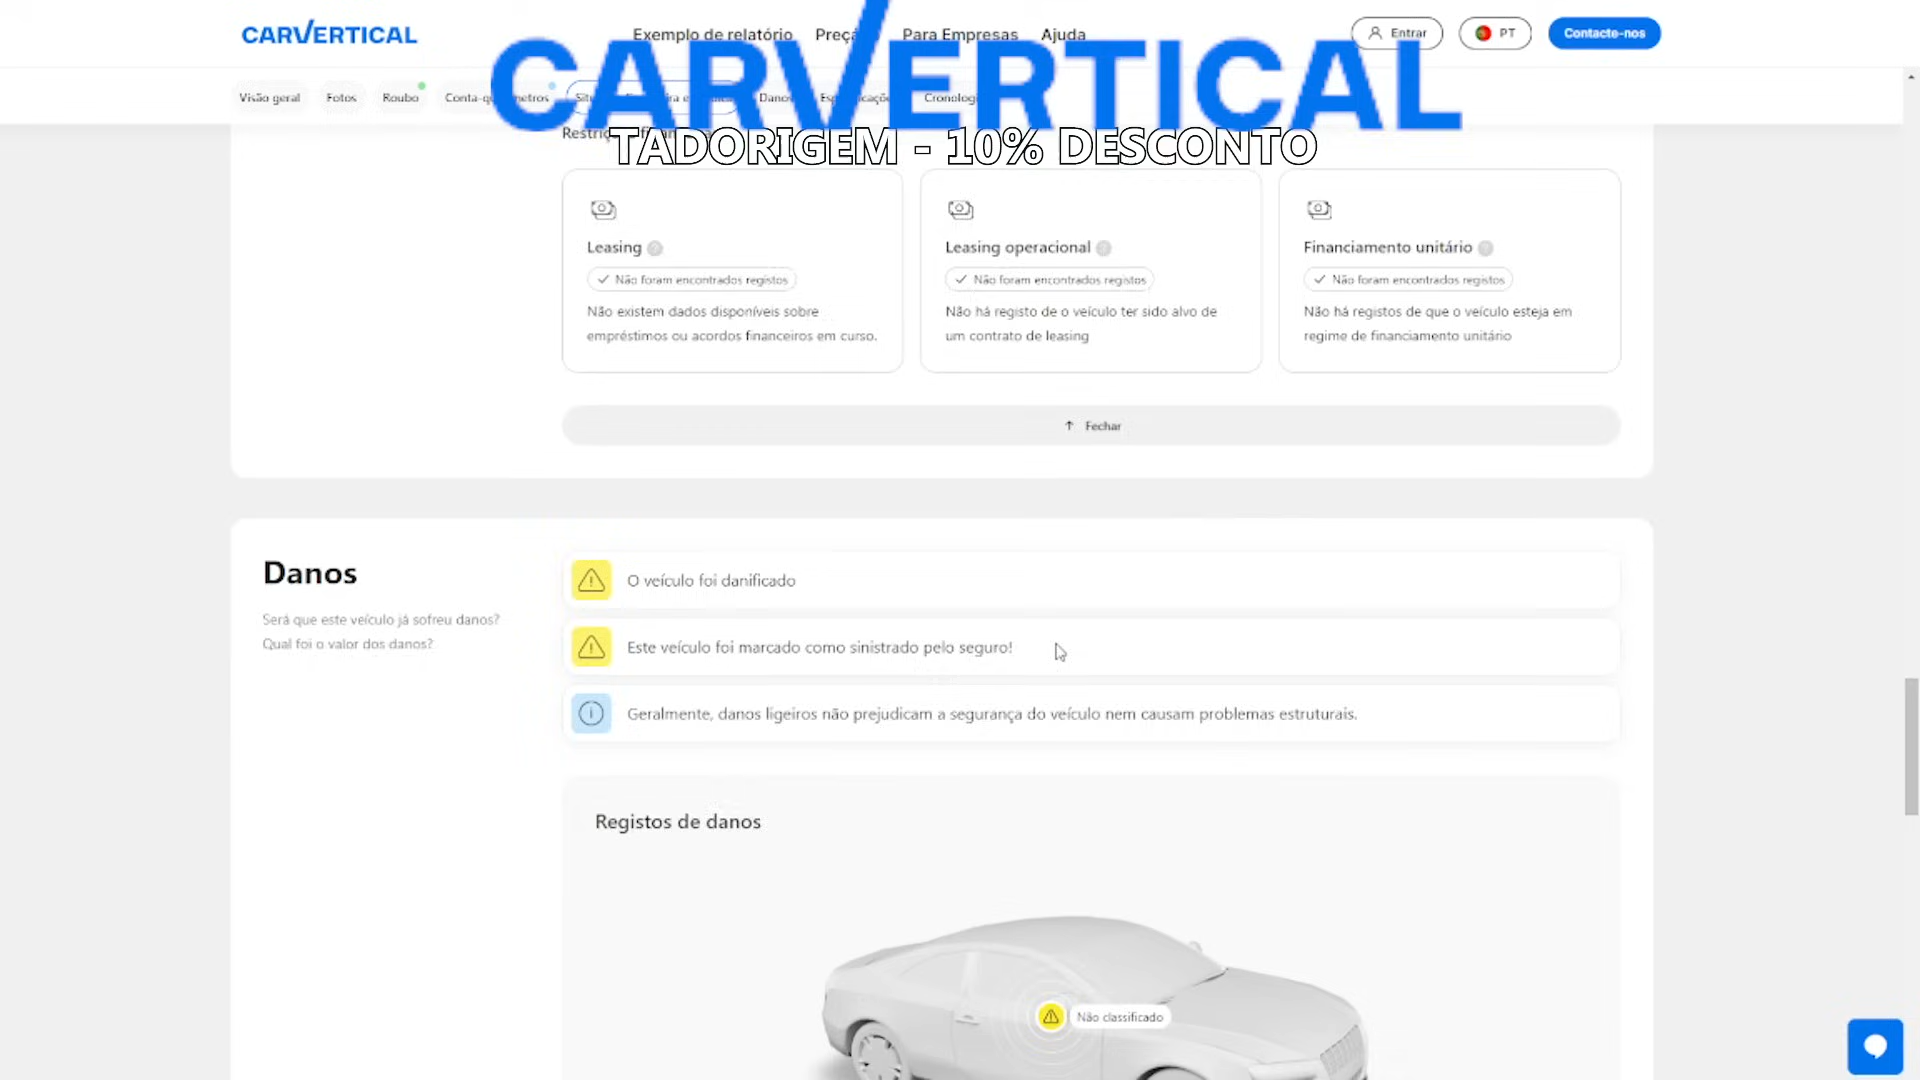 CARVERTICAL
Exemplo de relatório
Para Empresas
Ajuda
Entrar
PT
Contacte-nos
CARVERTICAL
Visão geral
Fotos
Roubo
TADORIGEM - 10% DESCONTO
Leasing
Não foram encontrados registos
Não existem dados disponíveis sobre
empréstimos ou acordos financeiros em curso.
Leasing operacional
Não foram encontrados registos
Não há registo de o veículo ter sido alvo de
um contrato de leasing
Financiamento unitário
Não foram encontrados registos
Não há registos de que o veículo esteja em
regime de financiamento unitário
Fechar
Danos
Será que este veículo já sofreu danos?
Qual foi o valor dos danos?
O veículo foi danificado
Este veículo foi marcado como sinistrado pelo seguro!
Geralmente, danos ligeiros não prejudicam a segurança do veículo nem causam problemas estruturais.
Registos de danos
Não classificado